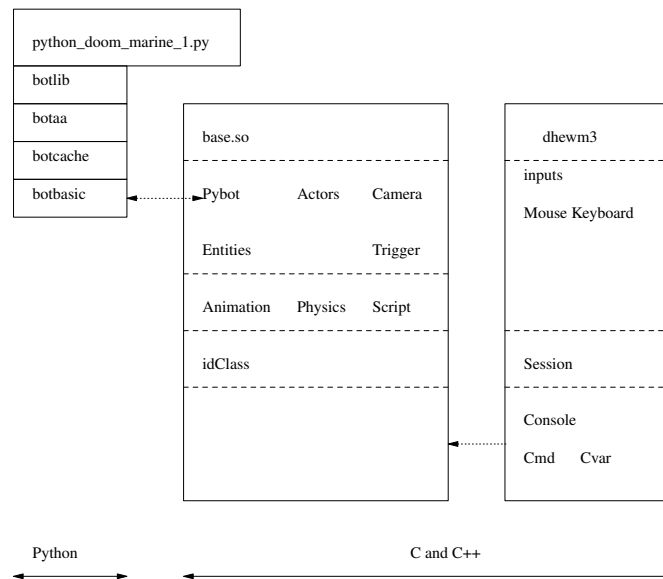 python_doom_marine_1.py
botlib
botaa
botcache
botbasic
base.so
Pybot Actors Camera
Entities Trigger
Animation Physics Script
idClass
dhewm3
inputs
Mouse Keyboard
Session
Console
Cmd Cvar
Python
C and C++